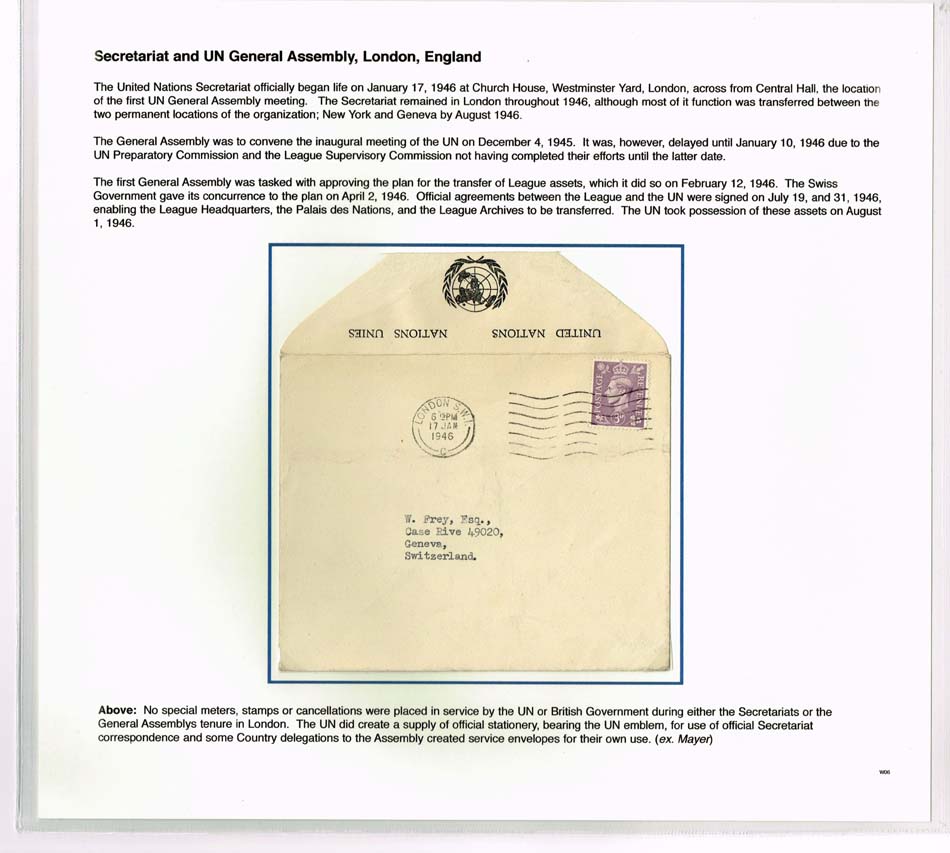 Secretariat and UN General Assembly, London, England
The United Nations Secretariat officially began life on January 17, 1946 at Church House, Westminster Yard, London, across from Central Hall, the location
of the first UN General Assembly meeting. The Secretariat remained in London throughout 1946, although most of it function was transferred between the
two permanent locations of the organization; New York and Geneva by August 1946.
The General Assembly was to convene the inaugural meeting of the UN on December 4, 1945. It was, however, delayed until January 10, 1946 due to the
UN Preparatory Commission and the League Supervisory Commission not having completed their efforts until the latter date.
The first General Assembly was tasked with approving the plan for the transfer of League assets, which it did so on February 12, 1946. The Swiss
Government gave its concurrence to the plan on April 2, 1946. Official agreements between the League and the UN were signed on July 19, and 31, 1946,
enabling the League Headquarters, the Palais des Nations, and the League Archives to be transferred. The UN took possession of these assets on August
1, 1946.
UNITED NATIONS NATIONS UNIES
POSTAGE REVENUE
3D
LONDON S.W.1.
PM
17 JAN
1946
C
W. Frey, Esq.,
Case Rive 49020,
Geneva,
Switzerland.
Above: No special meters, stamps or cancellations were placed in service by the UN or British Government during either the Secretariats or the
General Assemblys tenure in London. The UN did create a supply of official stationery, bearing the UN emblem, for use of official Secretariat
correspondence and some Country delegations to the Assembly created service envelopes for their own use. (ex. Mayer)
W06